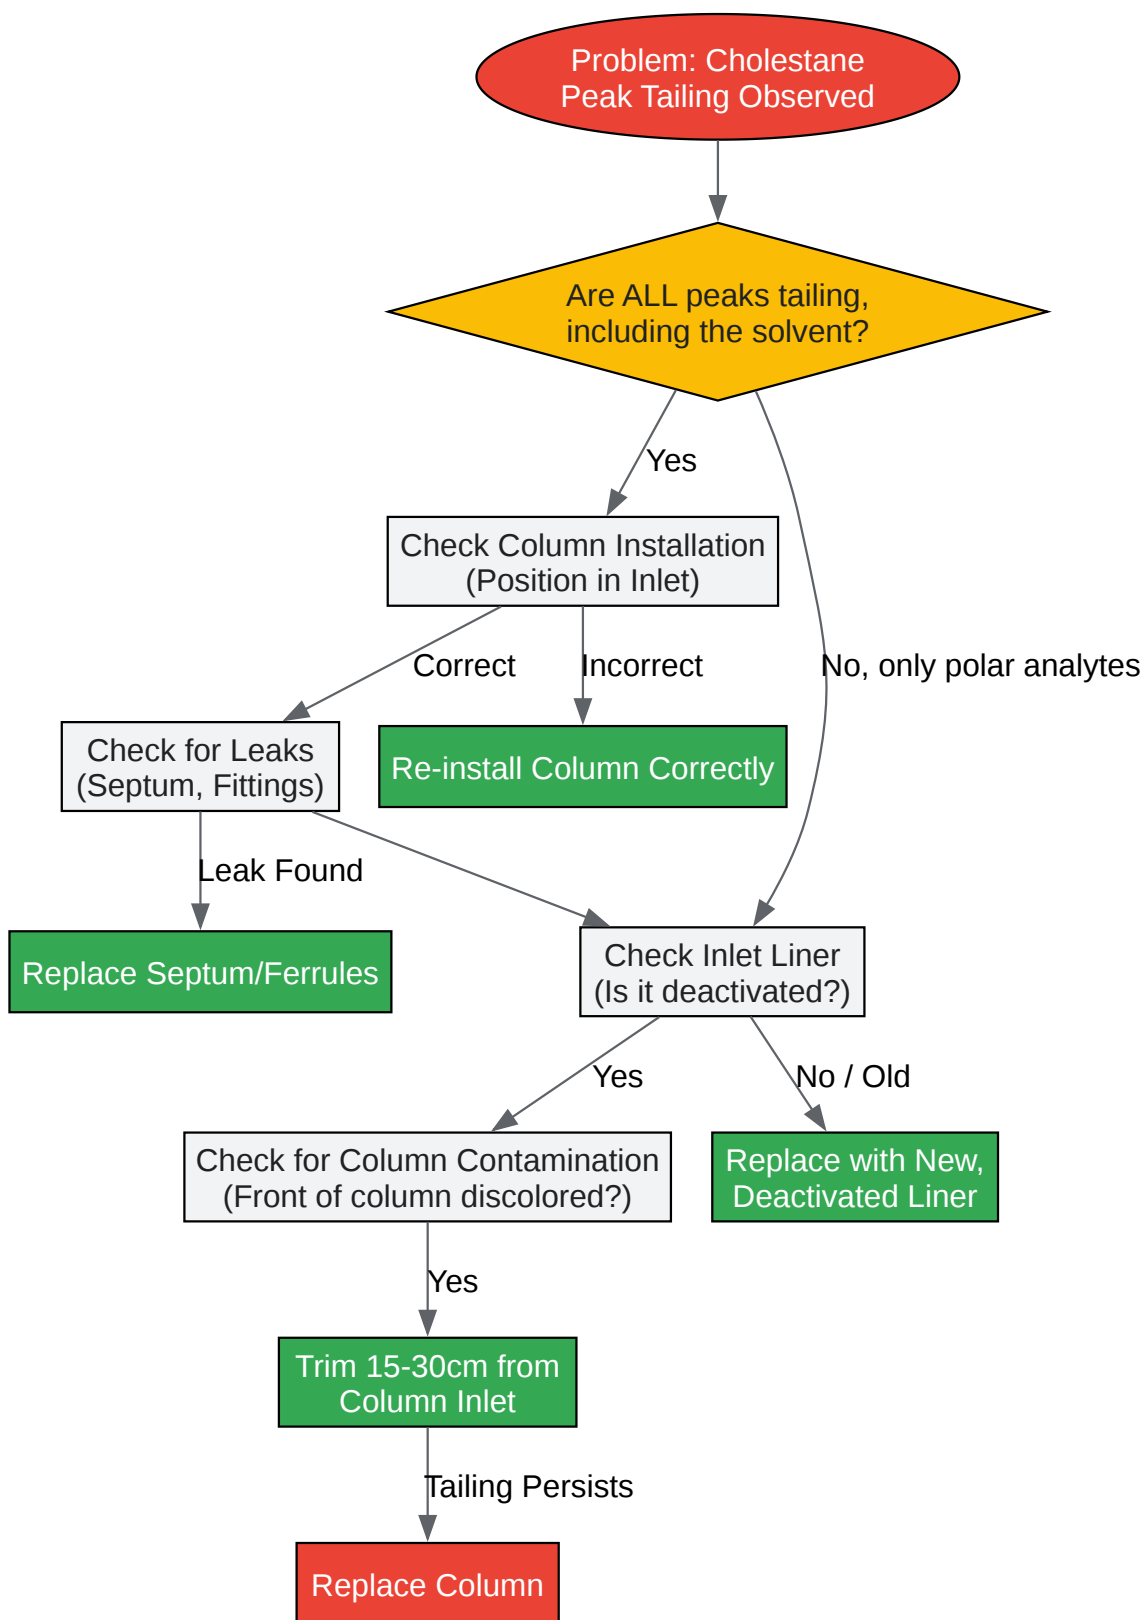 Problem: Cholestane
Peak Tailing Observed
Are ALL peaks tailing,
including the solvent?
Yes
Check Column Installation
(Position in Inlet)
Correct
Incorrect
No, only polar analytes
Check for Leaks
(Septum, Fittings)
Re-install Column Correctly
Leak Found
Replace Septum/Ferrules
Check Inlet Liner
(Is it deactivated?)
Yes
No / Old
Check for Column Contamination
(Front of column discolored?)
Replace with New,
Deactivated Liner
Yes
Trim 15-30cm from
Column Inlet
Tailing Persists
Replace Column